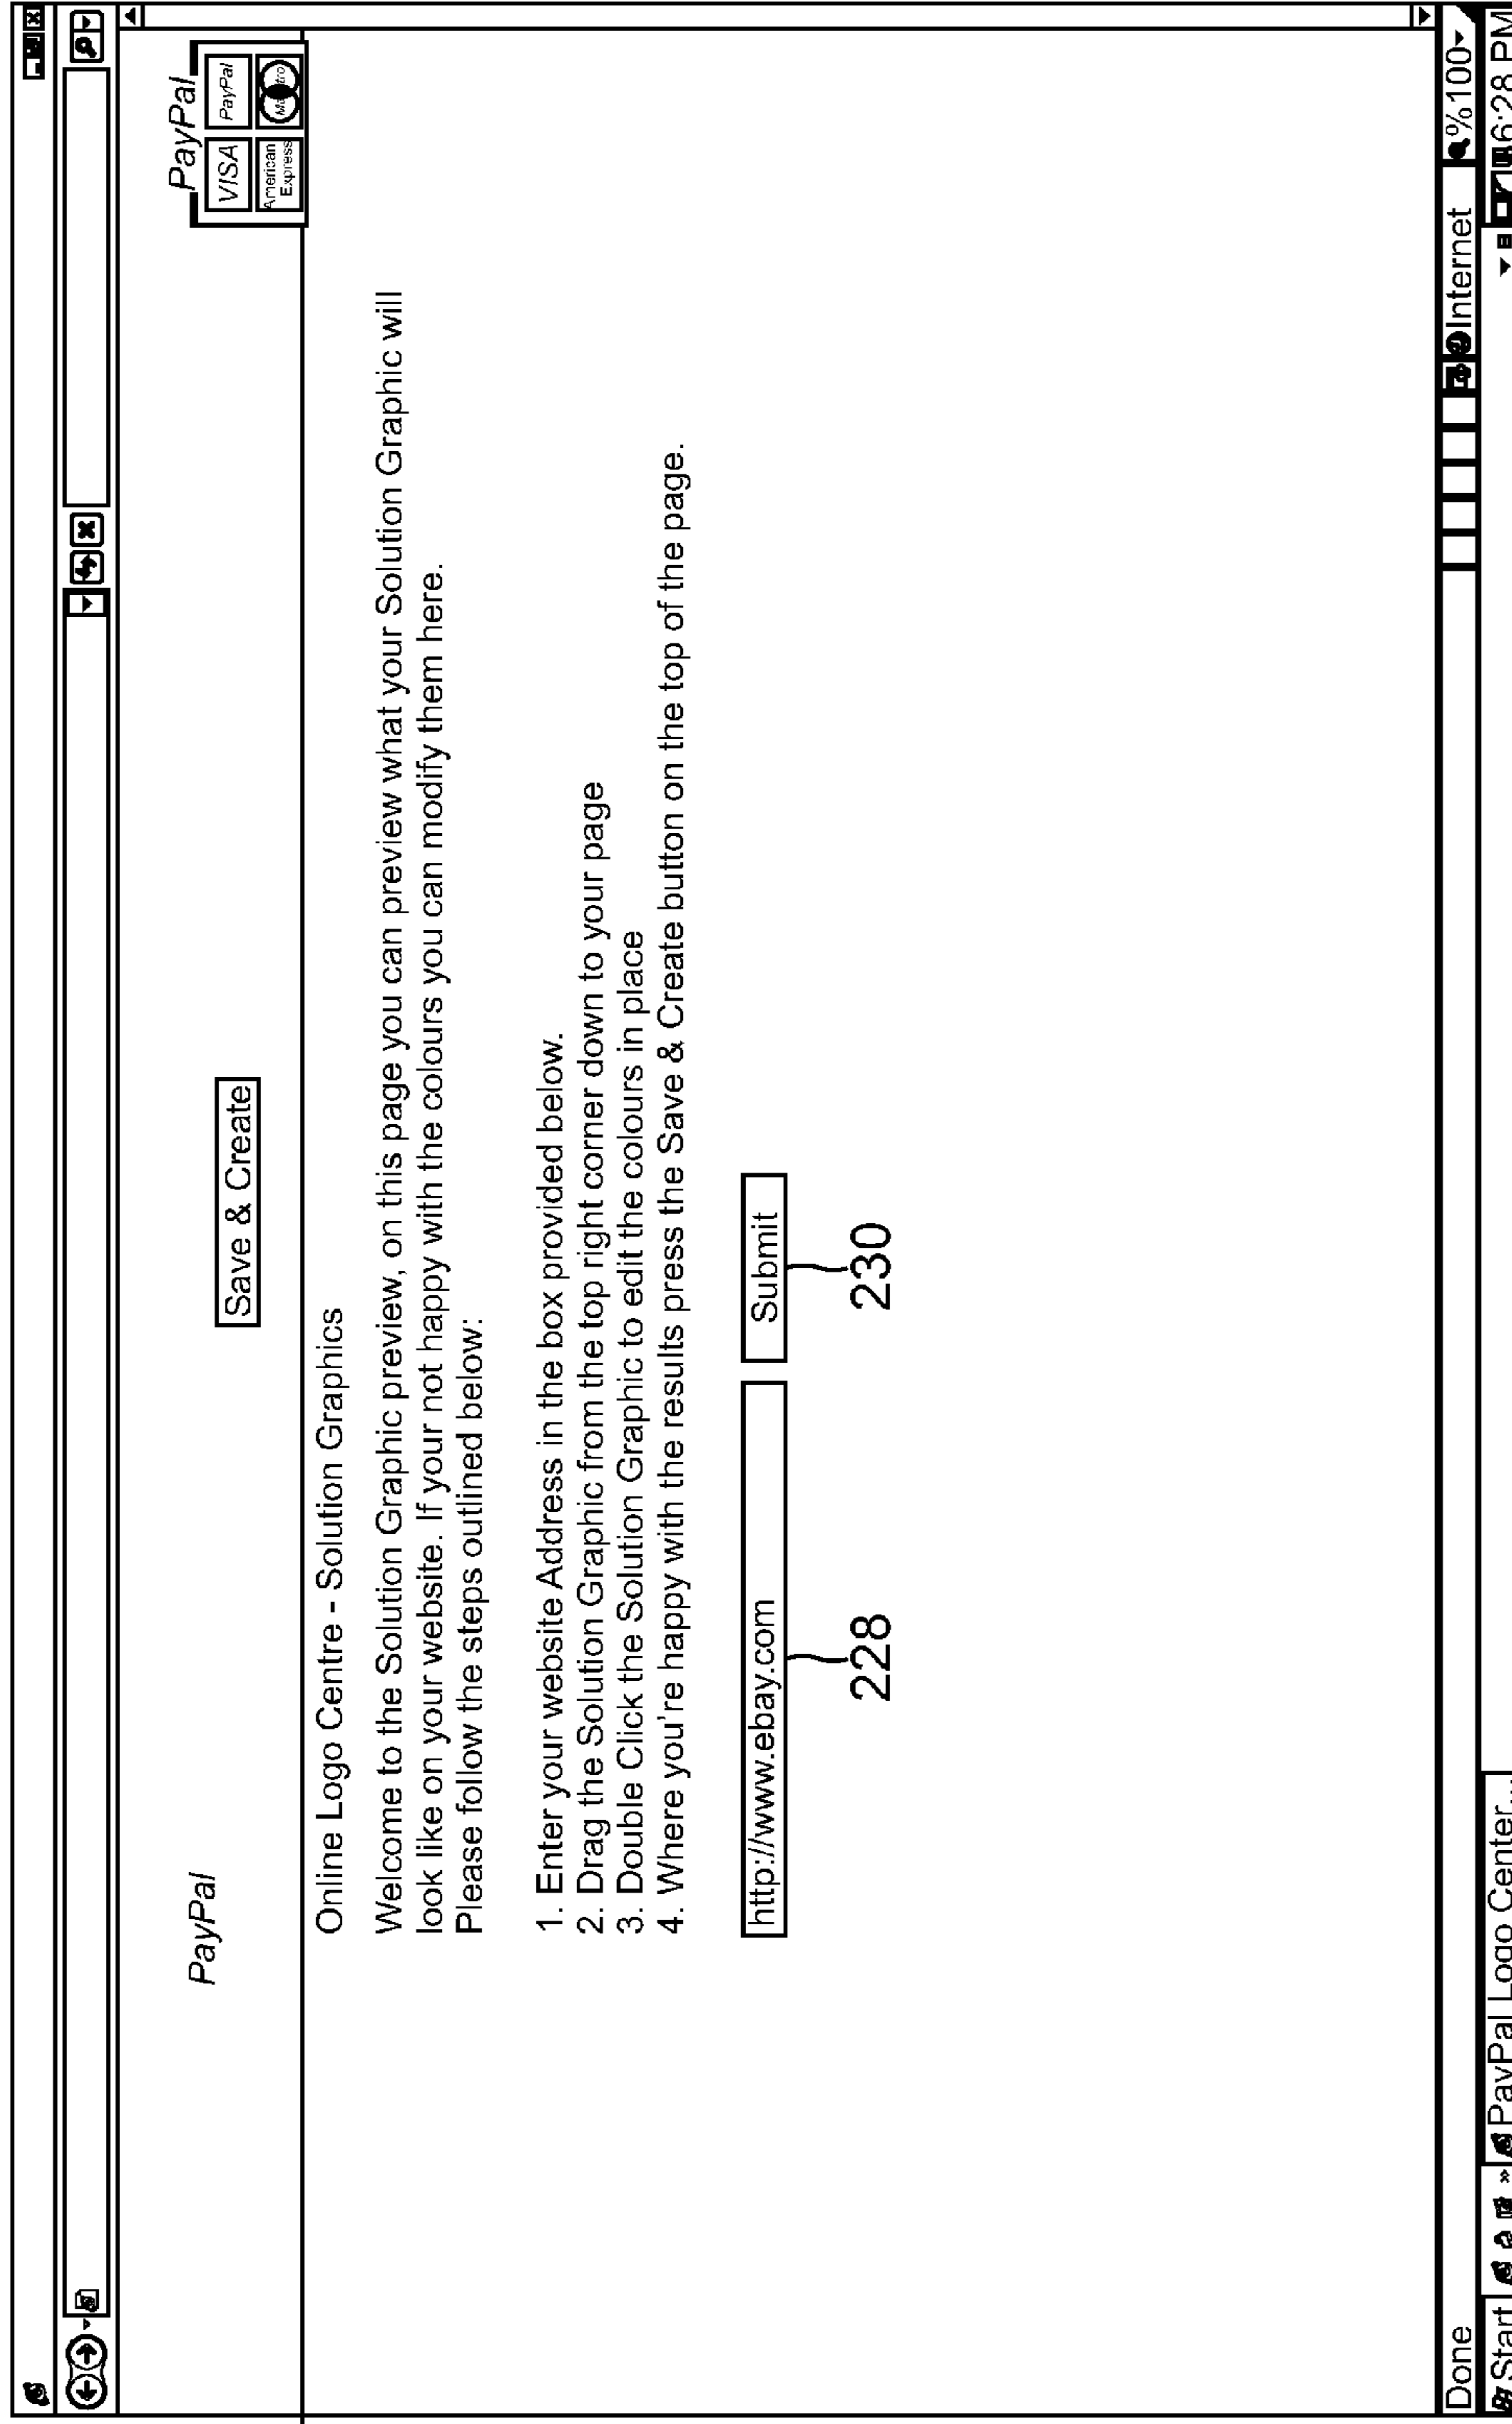 PayPal
Save & Create
PayPal
VISA
PayPal
American
Express
Online Logo Centre - Solution Graphics
Welcome to the Solution Graphic preview, on this page you can preview what your Solution Graphic will
look like on your website. If your not happy with the colours you can modify them here.
Please follow the steps outlined below:
1. Enter your website Address in the box provided below.
2. Drag the Solution Graphic from the top right corner down to your page
3. Double Click the Solution Graphic to edit the colours in place
4. Where you're happy with the results press the Save & Create button on the top of the page.
http://www.ebay.com
Submit
228
230
Done
Internet
%100
Start
PayPal Logo Center...
6:28 PM